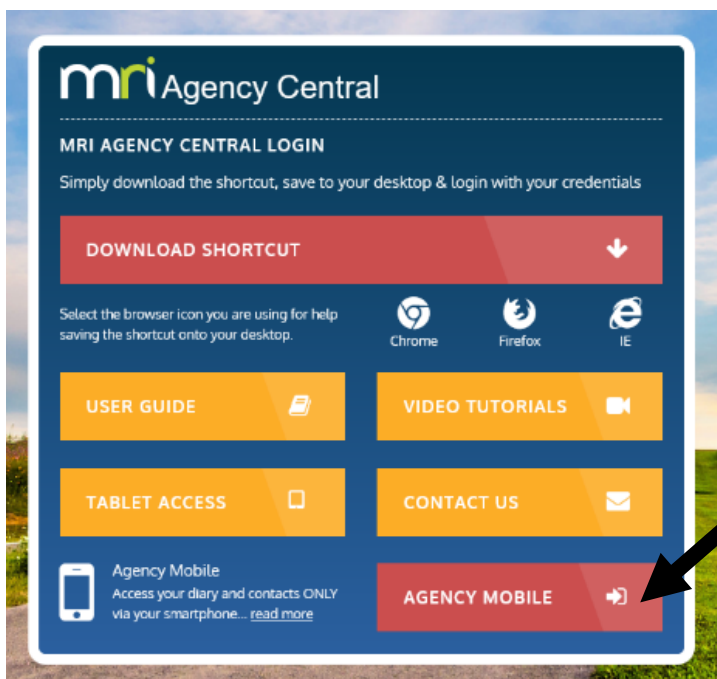 mri Agency Central
MRI AGENCY CENTRAL LOGIN
Simply download the shortcut, save to your desktop & login with your credentials
DOWNLOAD SHORTCUT
Select the browser icon you are using for help
saving the shortcut onto your desktop.
Chrome
Firefox
IE
USER GUIDE
VIDEO TUTORIALS
TABLET ACCESS
CONTACT US
Agency Mobile
Access your diary and contacts ONLY
via your smartphone... read more
AGENCY MOBILE